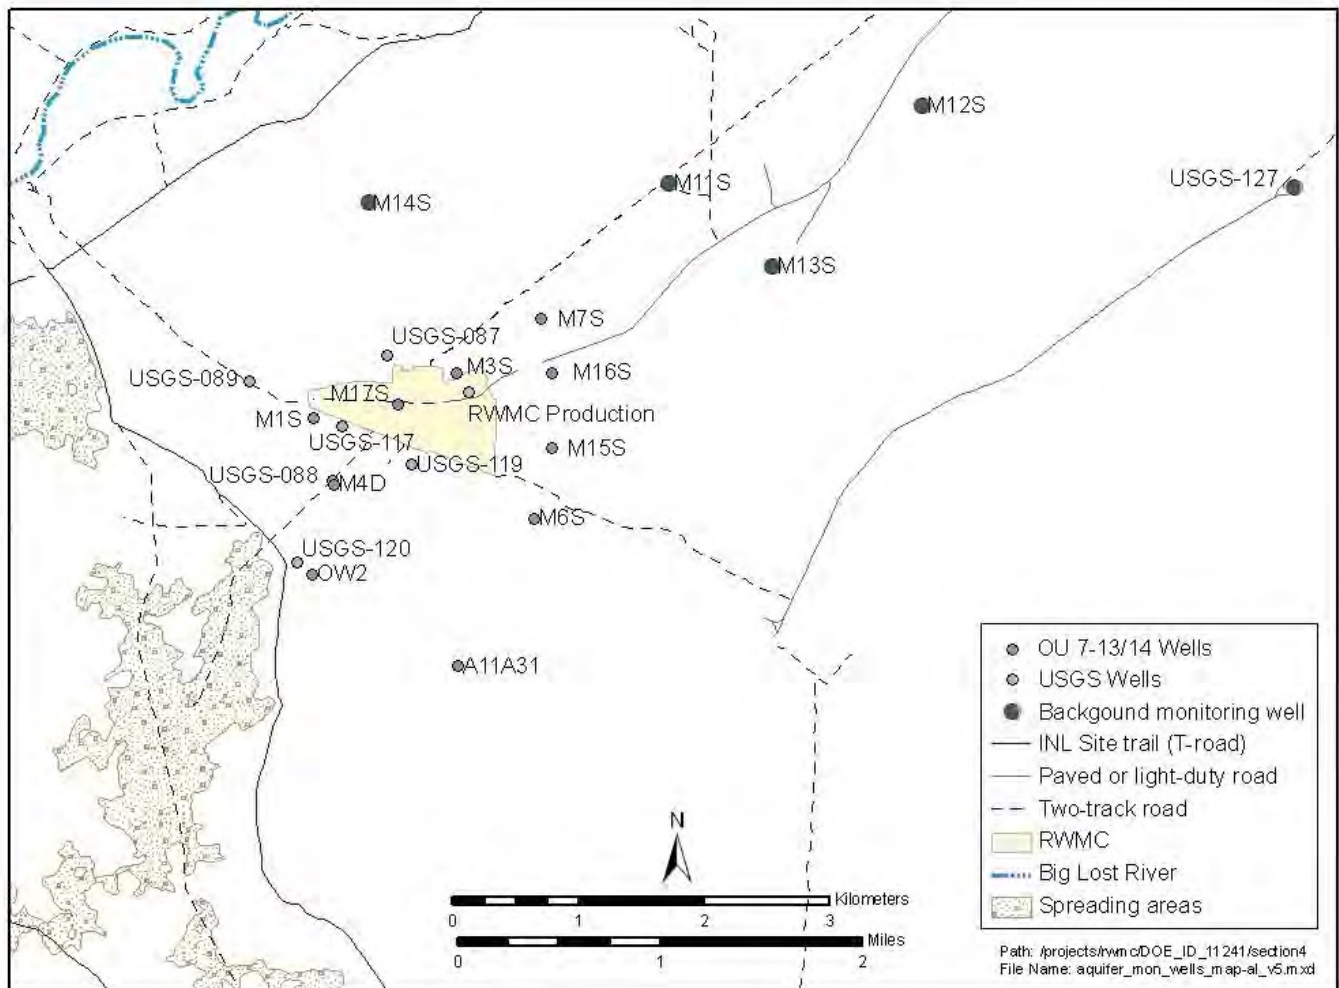 M12S
M11S
USGS-127
M14S
M13S
M7S
USGS-087
M3S
M16S
USGS-089
M17S
RWMC Production
M1S
USGS-117
M15S
USGS-119
USGS-088
M4D
M6S
USGS-120
OW2
A11A31
OU 7-13/14 Wells
USGS Wells
Backgound monitoring well
INL Site trail (T-road)
Paved or light-duty road
Two-track road
RWMC
Big Lost River
Spreading areas
N
Kilometers
0 1 2 3
Miles
0 1 2
Path: /projects/rwmc/DOE_ID_11241/section4
File Name: aquifer_mon_wells_map-al_v5.mxd